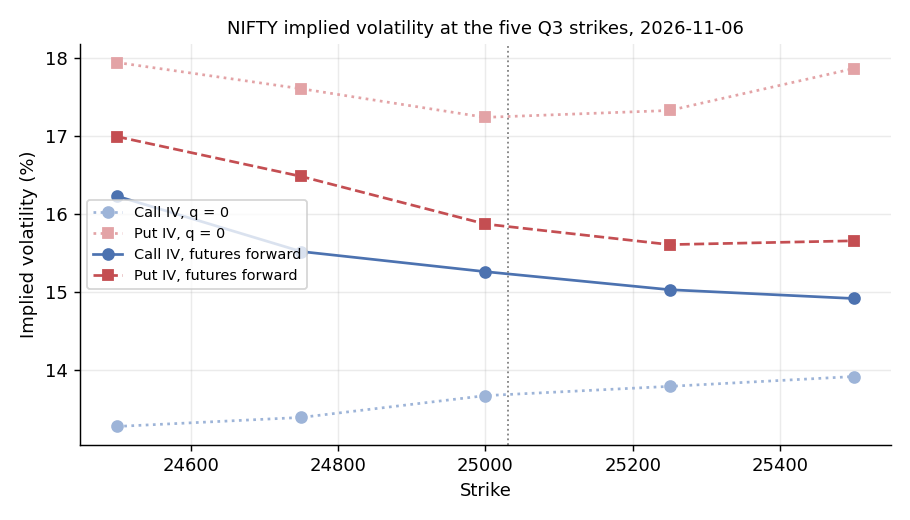 NIFTY implied volatility at the five Q3 strikes, 2026-11-06
Implied volatility (%)
18
17
16
15
14
Call IV, q = 0
Put IV, q = 0
Call IV, futures forward
Put IV, futures forward
24600
24800
25000
25200
25400
Strike